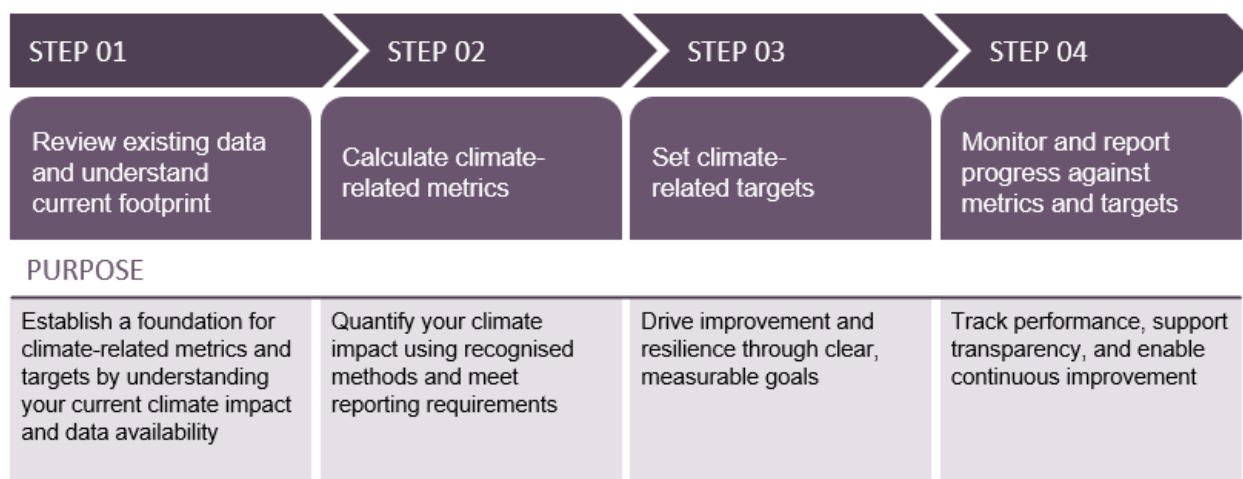 STEP 01
STEP 02
STEP 03
STEP 04
Review existing data
and understand
current footprint
Calculate climate-
related metrics
Set climate-
related targets
Monitor and report
progress against
metrics and targets
PURPOSE
Establish a foundation for
climate-related metrics and
targets by understanding
your current climate impact
and data availability
Quantify your climate
impact using recognised
methods and meet
reporting requirements
Drive improvement and
resilience through clear,
measurable goals
Track performance, support
transparency, and enable
continuous improvement